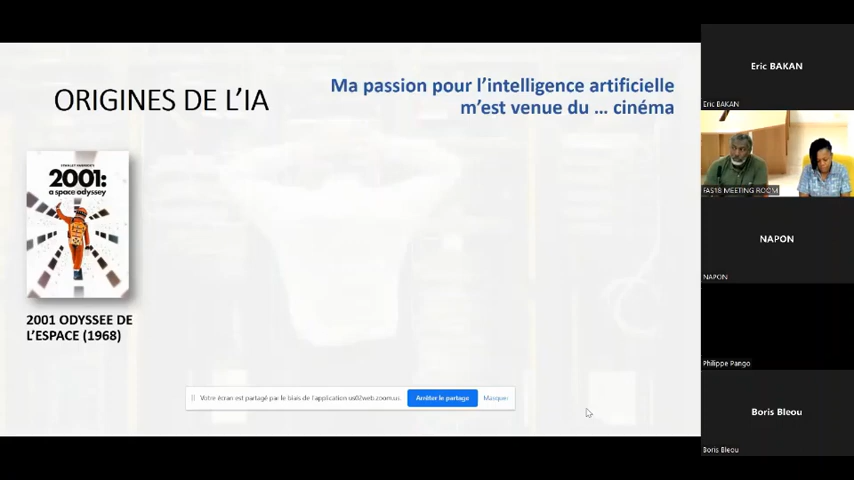 ORIGINES DE L'IA
Ma passion pour l'intelligence artificielle
m'est venue du ... cinéma
2001:
a space odyssey
2001 ODYSSEE DE
L'ESPACE (1968)
Votre écran est partagé par le biais de l'application us02web.zoom.us.
Arrêter le partage
Masquer
Eric BAKAN
Eric BAKAN
FAS18 MEETING ROOM
NAPON
NAPON
Philippe Pango
Boris Bleou
Boris Bleou